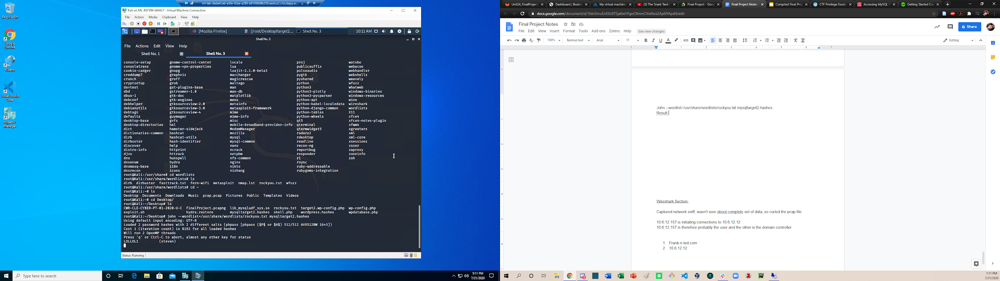 ml-lab-dede4cab-a5fe-42ea-a290-b91499d9b336.eastus2.cloudapp.a...
Recycle Bin
Google
Chrome
Kibana
Visual Studio
Code
Hyper-V
Manager
Kali on ML-REFVM-684427 - Virtual Machine Connection
File Action Media Clipboard View Help
[Mozilla Firefox] [/root/Desktop/target2.... Shell No. 3 10:11 AM
Shell No. 3
File Actions Edit View Help
Shell No. 1 Shell No. 3
console-setup gnome-control-center locale proj watobo
consoletrans gnome-vpn-properties lua publicsuffix webacoo
cookie-cadger gnupg luajit-2.1.0-beta3 pulseaudio webhandler
creddump7 graphviz macchanger pygtk webshells
crunch groff magicrescue pyshared weevely
cryptsetup grub maltego python wfuzz
davtest gst-plugins-base man python3 whatweb
dbd gstreamer-1.0 man-db python3-plotly windows-binaries
dbus-1 gtk-doc matplotlib python3-pycparser windows-resources
debconf gtk-engines menu python-apt wine
debhelper gtksourceview-2.0 metainfo python-babel-localedata wireshark
debianutils gtksourceview-3.0 metasploit-framework python-django-common wordlists
debtags gtksourceview-4 mime python-tables X11
defaults guymager mime-info python-wheels xfce4
desktop-base gvfs misc qt5 xfce4-notes-plugin
desktop-directories hal mobile-broadband-provider-info qterminal xfwm4
dict hamster-sidejack ModemManager qtermwidget5 xgreeters
dictionaries-common hashcat mozilla radare2 xml
dirb hashcat-utils mysql rdesktop xml-core
dirbuster hash-identifier mysql-common readline xsessions
discover help nano recon-ng xsser
distro-info httprint ncrack reportbug zaproxy
djvu httrack netpbm responder zoneinfo
dns hunspell nfs-common ri zsh
dnsenum hydra nginx rsync
dnsmasq-base i18n nikto ruby-addressable
dnsrecon icons nishang rubygems-integration
root@Kali:/usr/share# cd wordlists
root@Kali:/usr/share/wordlists# ls
dirb dirbuster fasttrack.txt fern-wifi metasploit nmap.lst rockyou.txt wfuzz
root@Kali:/usr/share/wordlists# cd ~
root@Kali:~# ls
Desktop Documents Downloads Music pcap.pcap Pictures Public Templates Videos
root@Kali:~# cd Desktop/
root@Kali:~/Desktop# ls
CWR-CLE-CYBER-PT-01-2020-U-C FinalProject.pcapng lib_mysqludf_sys.so rockyou.txt target2.wp-config.php wp-config.php
exploit.sh hydra.restore mysqltarget2.hashes shell.php wordpress.hashes wpdatabase.php
root@Kali:~/Desktop# john --wordlist=/usr/share/wordlists/rockyou.txt mysqltarget2.hashes
Using default input encoding: UTF-8
Loaded 2 password hashes with 2 different salts (phpass [phpass ($P$ or $H$) 512/512 AVX512BW 16×3])
Cost 1 (iteration count) is 8192 for all loaded hashes
Will run 2 OpenMP threads
Press 'q' or Ctrl-C to abort, almost any other key for status
LOLLOL1 (steven)
Status: Running
Type here to search
5:11 PM
7/21/2020
Unit24_FinalProject Dashboard | Bootca My virtual machine (3) The Snark Tank Final Project - Goog Final Project Notes Compiled Final Pro CTF Privilege Escala Accessing MySQL D Getting Started Cre
docs.google.com/document/d/1Izln3muEnXXc8TSjaKwHFgoCNnmCVwNos2Ap6IYApd4/edit
Final Project Notes
File Edit View Insert Format Tools Add-ons Zotero Help See new changes
Share
100% Normal text Arial 11 Editing
John --wordlist=/usr/share/wordlists/rockyou.txt mysqltarget2.hashes
Result:
Wireshark Section:
Captured network sniff, wasn't sure about complete set of data, so curled the pcap file.
10.6.12.157 is initiating connections to 10.6.12.12
10.6.12.157 is therefore probably the user and the other is the domain controller
1. Frank-n-ted.com
2. 10.6.12.12
1:11 PM
7/21/2020